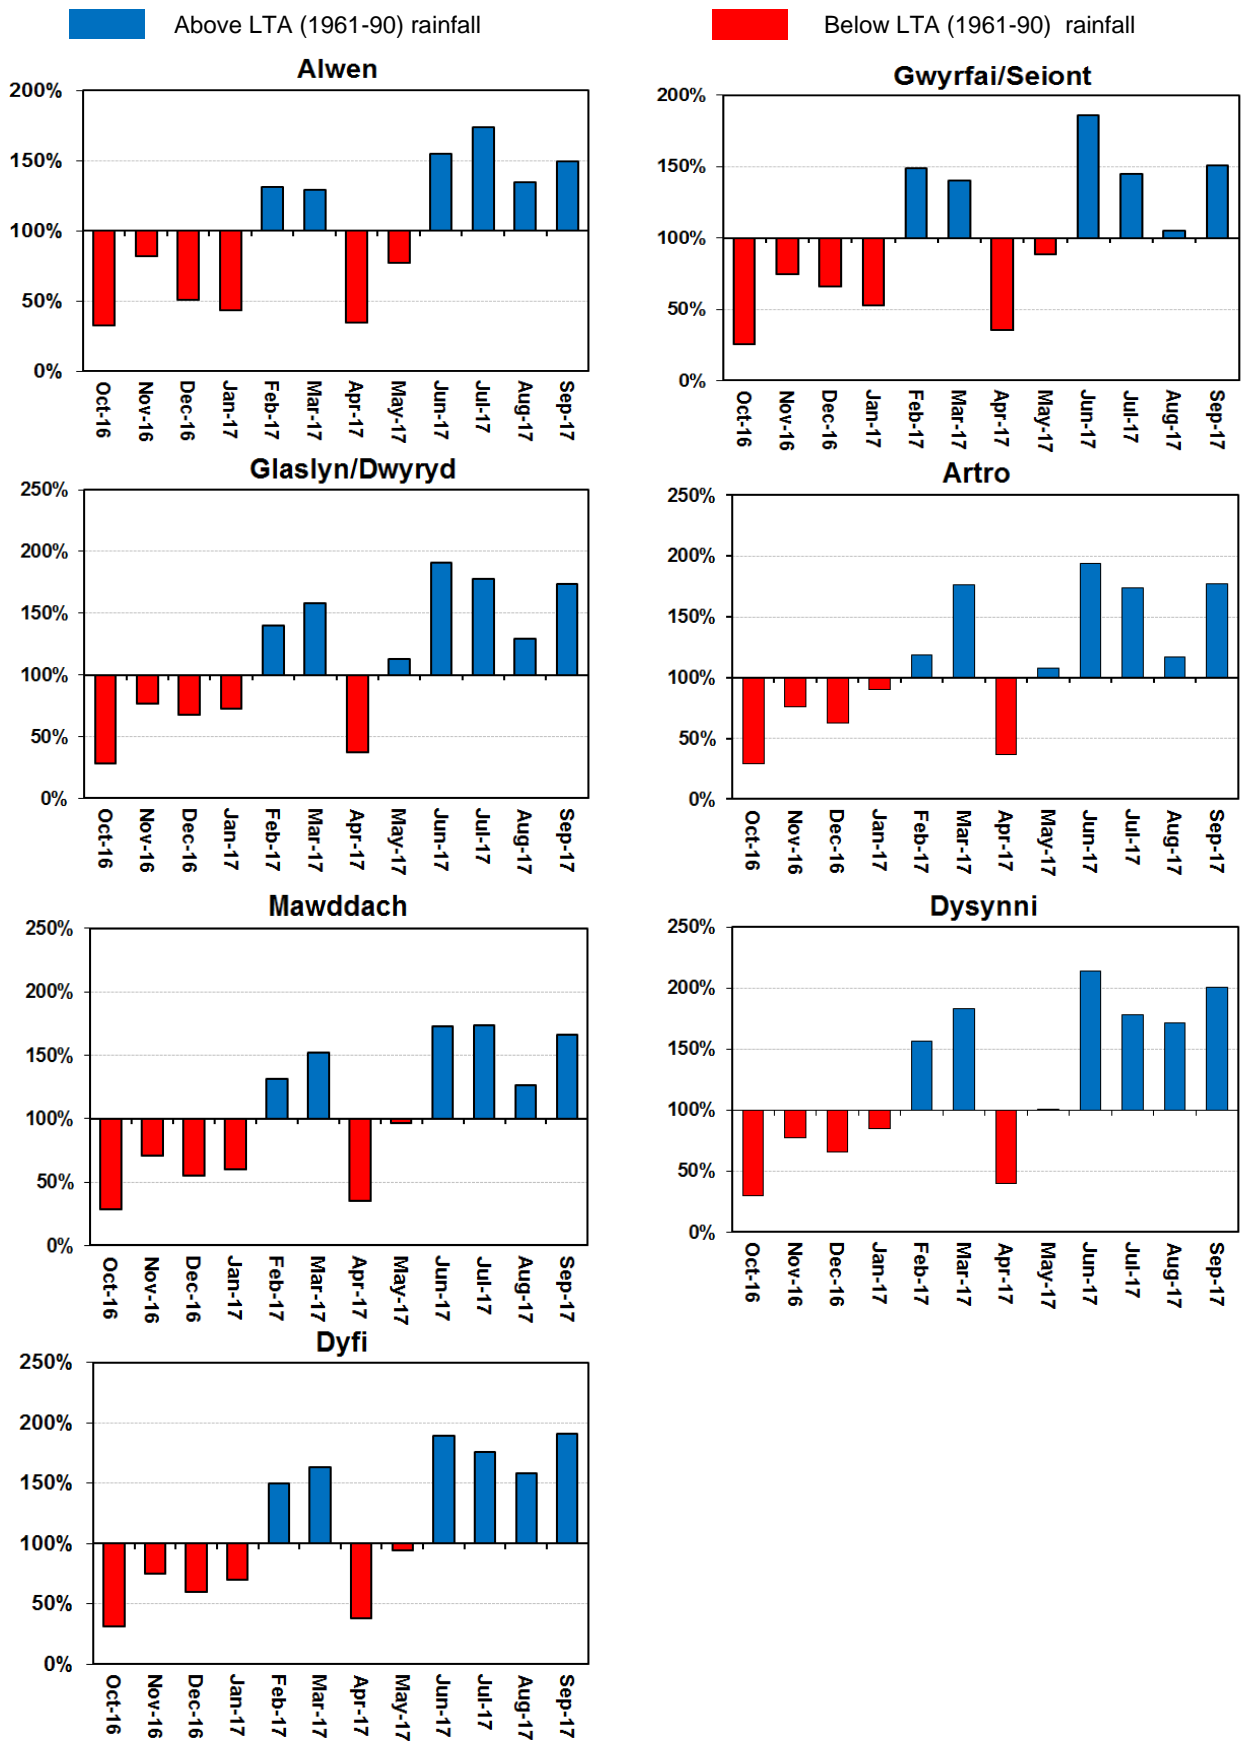 Above LTA (1961-90) rainfall
Below LTA (1961-90) rainfall
Alwen
200%
150%
100%
50%
0%
Oct-16
Nov-16
Dec-16
Jan-17
Feb-17
Mar-17
Apr-17
May-17
Jun-17
Jul-17
Aug-17
Sep-17
Gwyrfai/Seiont
200%
150%
100%
50%
0%
Oct-16
Nov-16
Dec-16
Jan-17
Feb-17
Mar-17
Apr-17
May-17
Jun-17
Jul-17
Aug-17
Sep-17
Glaslyn/Dwyryd
250%
200%
150%
100%
50%
0%
Oct-16
Nov-16
Dec-16
Jan-17
Feb-17
Mar-17
Apr-17
May-17
Jun-17
Jul-17
Aug-17
Sep-17
Artro
250%
200%
150%
100%
50%
0%
Oct-16
Nov-16
Dec-16
Jan-17
Feb-17
Mar-17
Apr-17
May-17
Jun-17
Jul-17
Aug-17
Sep-17
Mawddach
250%
200%
150%
100%
50%
0%
Oct-16
Nov-16
Dec-16
Jan-17
Feb-17
Mar-17
Apr-17
May-17
Jun-17
Jul-17
Aug-17
Sep-17
Dysynni
250%
200%
150%
100%
50%
0%
Oct-16
Nov-16
Dec-16
Jan-17
Feb-17
Mar-17
Apr-17
May-17
Jun-17
Jul-17
Aug-17
Sep-17
Dyfi
250%
200%
150%
100%
50%
0%
Oct-16
Nov-16
Dec-16
Jan-17
Feb-17
Mar-17
Apr-17
May-17
Jun-17
Jul-17
Aug-17
Sep-17